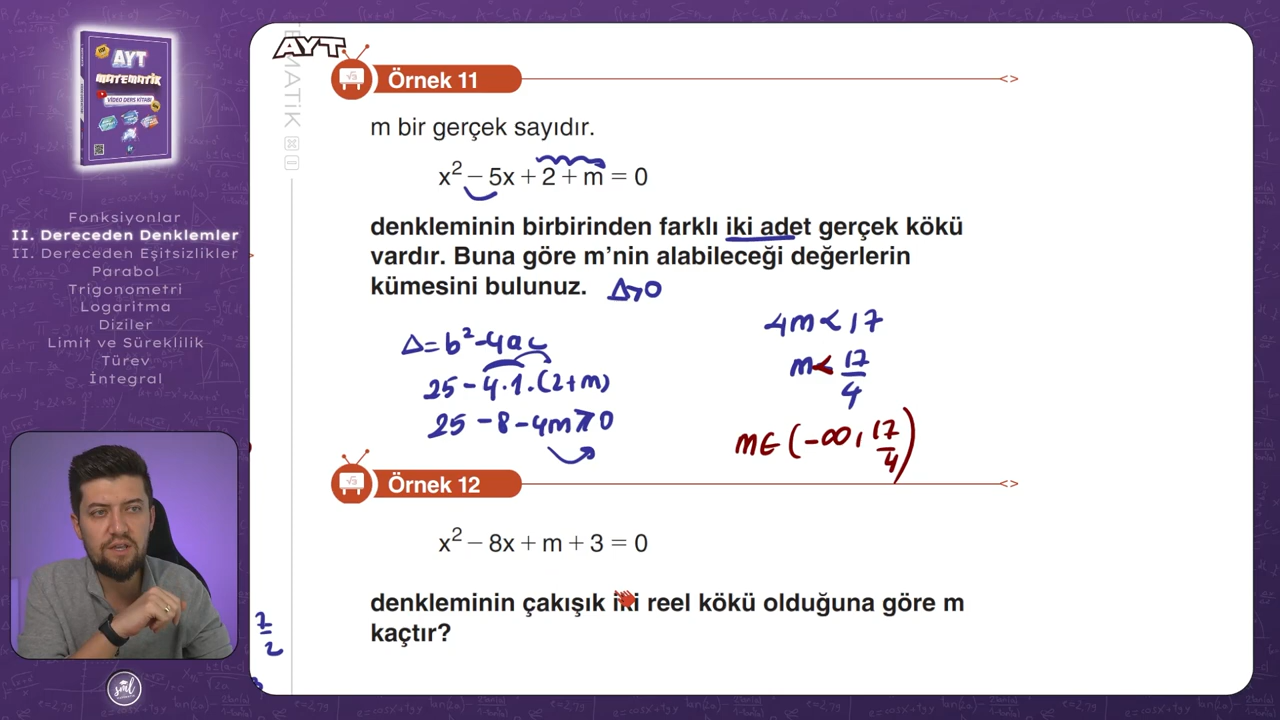 AYT
MATEMATİK
VİDEO DERS KİTABI
Fonksiyonlar
II. Dereceden Denklemler
II. Dereceden Eşitsizlikler
Parabol
Trigonometri
Logaritma
Diziler
Limit ve Süreklilik
Türev
İntegral
AYT
MATİK
Örnek 11
m bir gerçek sayıdır.
x² − 5x + 2 + m = 0
denkleminin birbirinden farklı iki adet gerçek kökü
vardır. Buna göre m’nin alabileceği değerlerin
kümesini bulunuz. Δ>0
Δ=b²-4ac
25-4·1·(2+m)
25-8-4m>0
4m<17
m<17/4
m∈(-∞, 17/4)
Örnek 12
x² − 8x + m + 3 = 0
denkleminin çakışık iki reel kökü olduğuna göre m
kaçtır?
7/2
şml